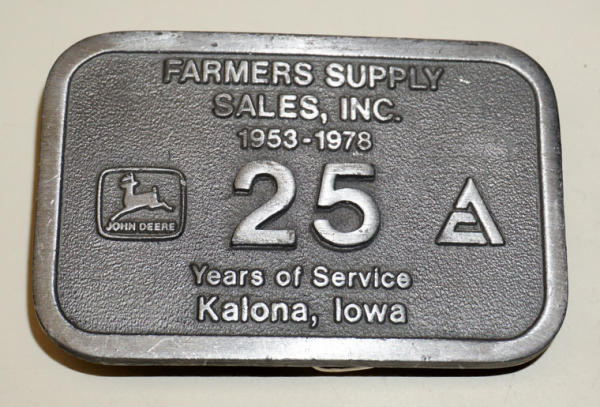 FARMERS SUPPLY
SALES, INC.
1953-1978
25
JOHN DEERE
Years of Service
Kalona, Iowa